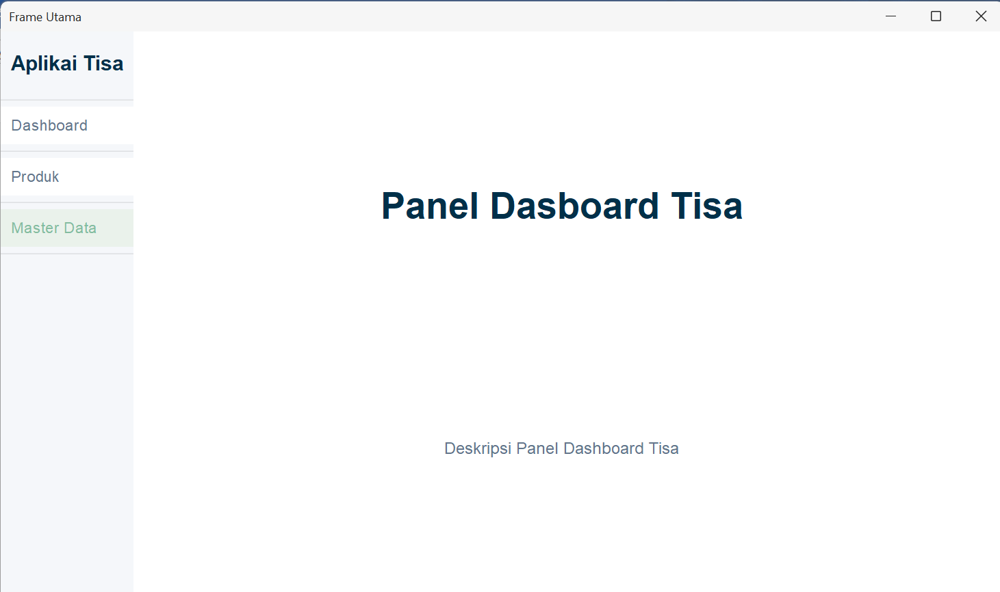 Frame Utama
Aplikai Tisa
Dashboard
Produk
Master Data
Panel Dasboard Tisa
Deskripsi Panel Dashboard Tisa